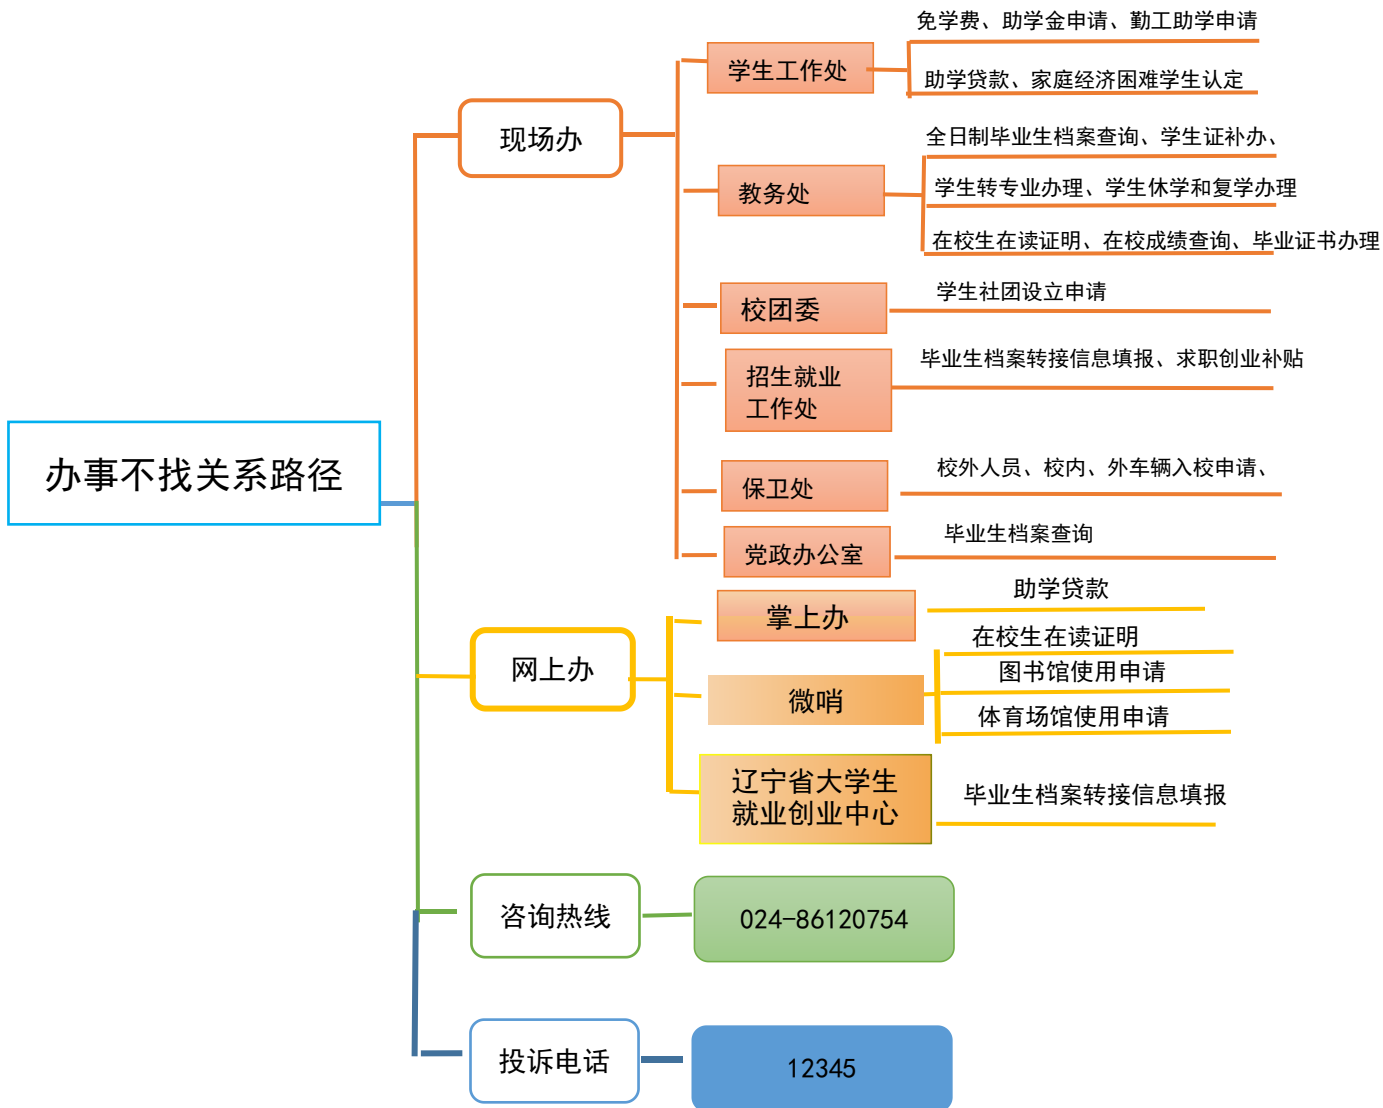 办事不找关系路径
现场办
学生工作处
免学费、助学金申请、勤工助学申请
助学贷款、家庭经济困难学生认定
教务处
全日制毕业生档案查询、学生证补办、
学生转专业办理、学生休学和复学办理
在校生在读证明、在校成绩查询、毕业证书办理
校团委
学生社团设立申请
招生就业
工作处
毕业生档案转接信息填报、求职创业补贴
保卫处
校外人员、校内、外车辆入校申请、
党政办公室
毕业生档案查询
网上办
掌上办
助学贷款
微哨
在校生在读证明
图书馆使用申请
体育场馆使用申请
辽宁省大学生
就业创业中心
毕业生档案转接信息填报
咨询热线
024-86120754
投诉电话
12345